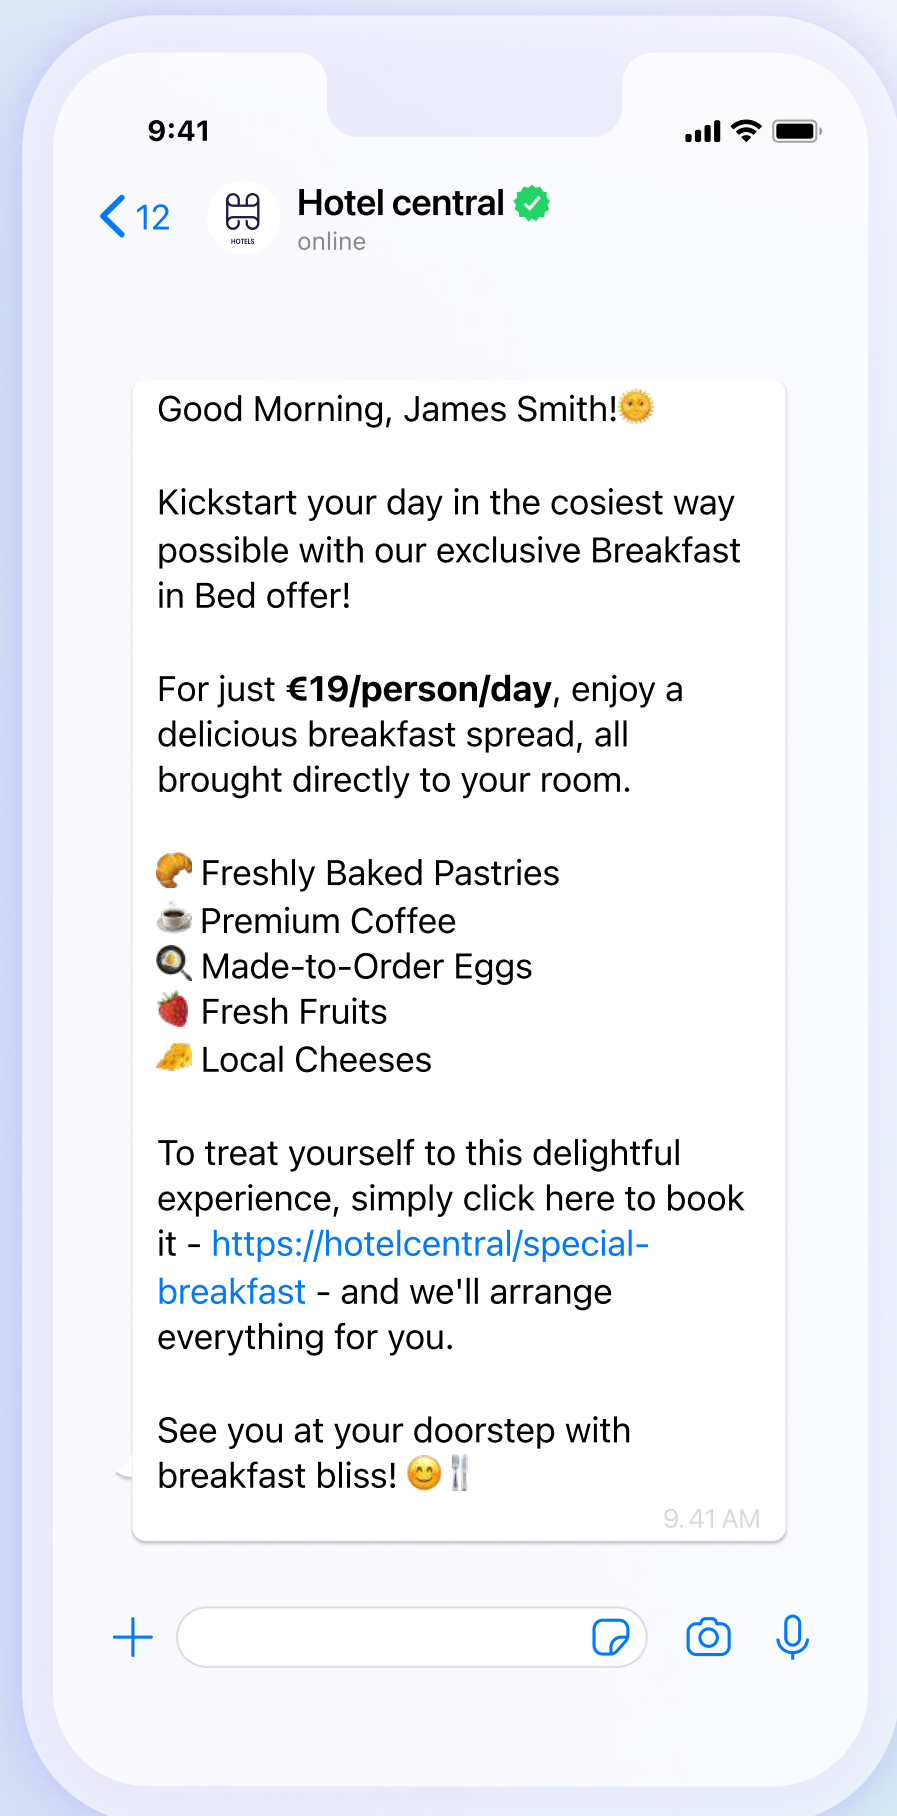 9:41
12
HOTELS
Hotel central
online
Good Morning, James Smith!🌞
Kickstart your day in the cosiest way
possible with our exclusive Breakfast
in Bed offer!
For just €19/person/day, enjoy a
delicious breakfast spread, all
brought directly to your room.
🥐 Freshly Baked Pastries
☕ Premium Coffee
🍳 Made-to-Order Eggs
🍓 Fresh Fruits
🧀 Local Cheeses
To treat yourself to this delightful
experience, simply click here to book
it - https://hotelcentral/special-
breakfast - and we'll arrange
everything for you.
See you at your doorstep with
breakfast bliss! 😊🍴
9.41 AM